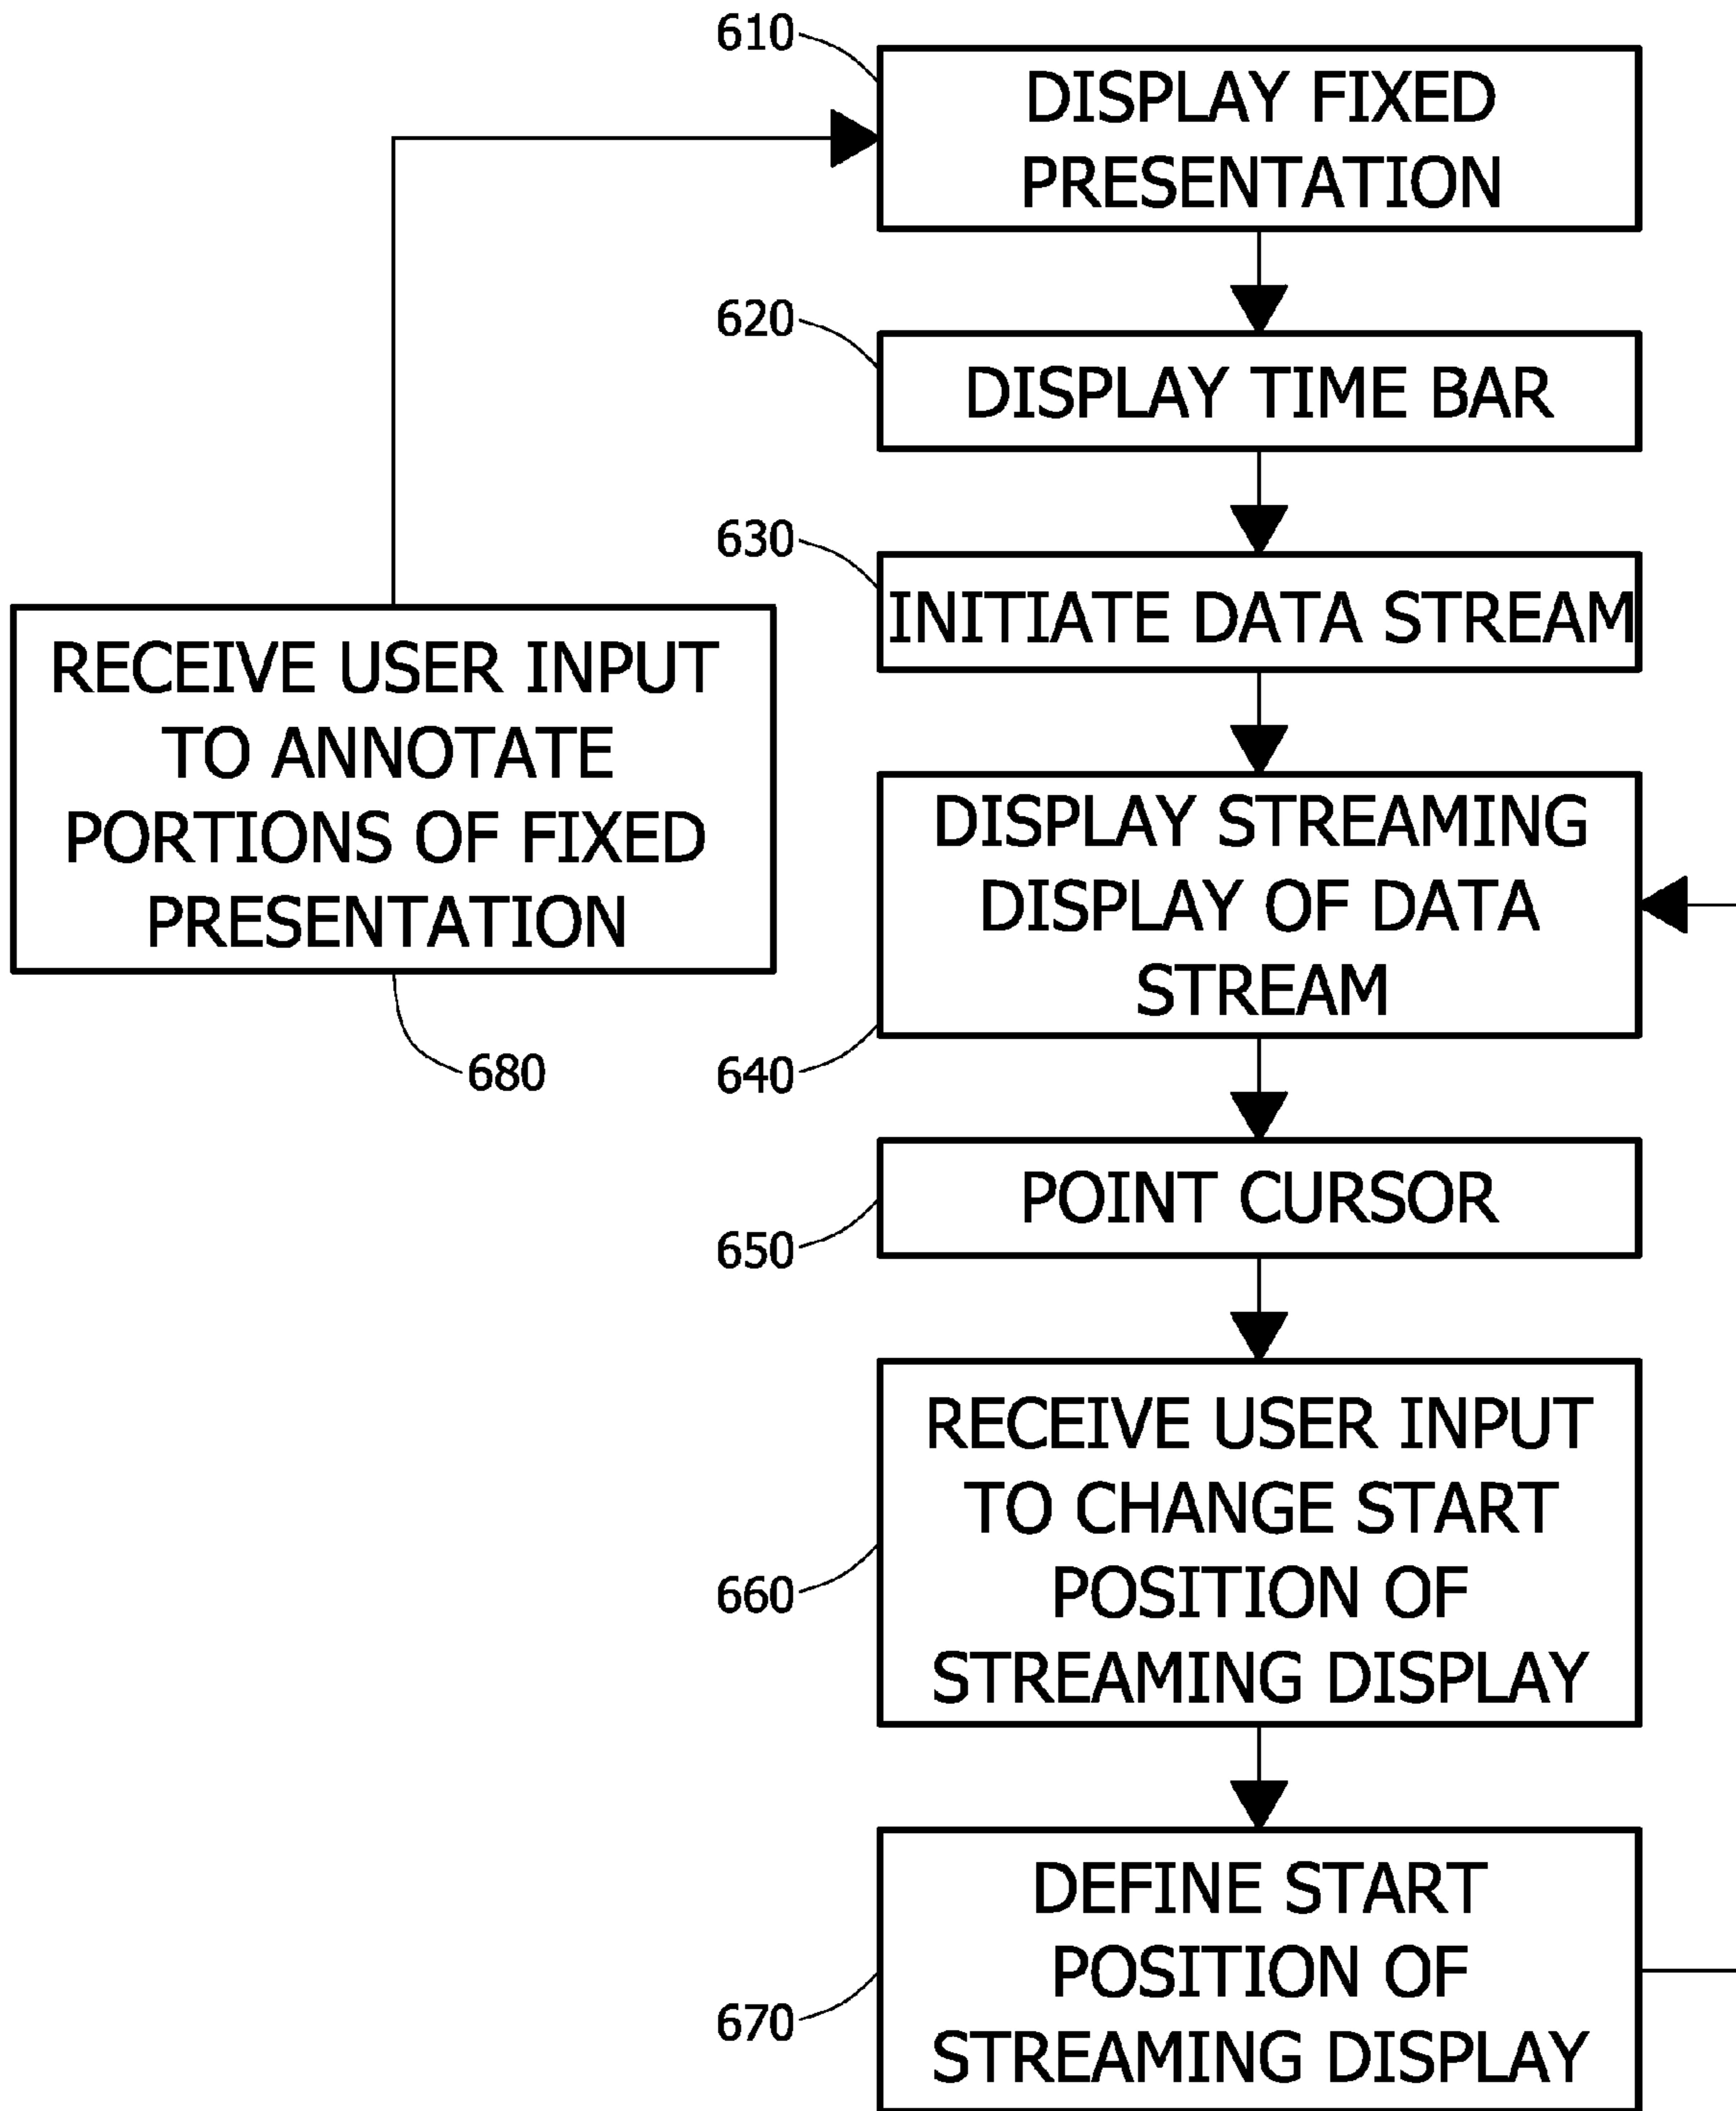 610
DISPLAY FIXED
PRESENTATION
620
DISPLAY TIME BAR
630
INITIATE DATA STREAM
RECEIVE USER INPUT
TO ANNOTATE
PORTIONS OF FIXED
PRESENTATION
680
DISPLAY STREAMING
DISPLAY OF DATA
STREAM
640
POINT CURSOR
650
RECEIVE USER INPUT
TO CHANGE START
POSITION OF
STREAMING DISPLAY
660
DEFINE START
POSITION OF
STREAMING DISPLAY
670